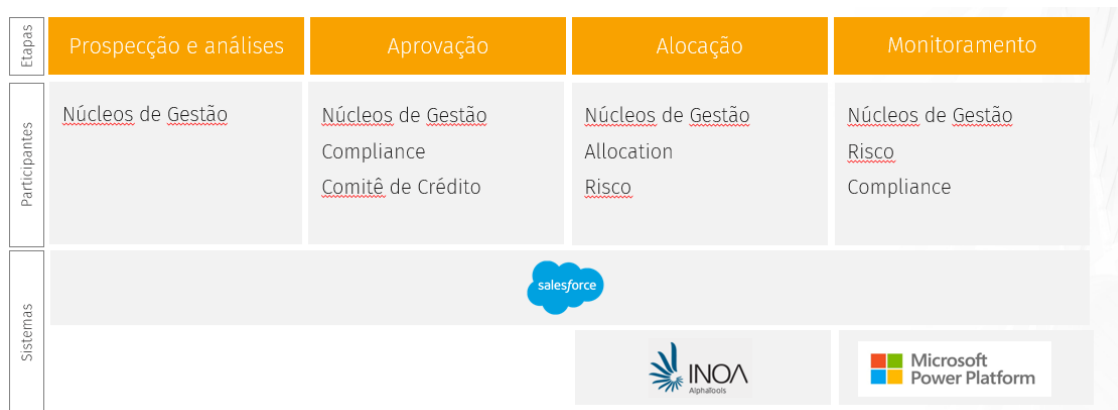 Etapas
Prospecção e análises
Aprovação
Alocação
Monitoramento
Participantes
Núcleos de Gestão
Núcleos de Gestão
Compliance
Comitê de Crédito
Núcleos de Gestão
Allocation
Risco
Núcleos de Gestão
Risco
Compliance
Sistemas
salesforce
INOA
AlphaTools
Microsoft
Power Platform